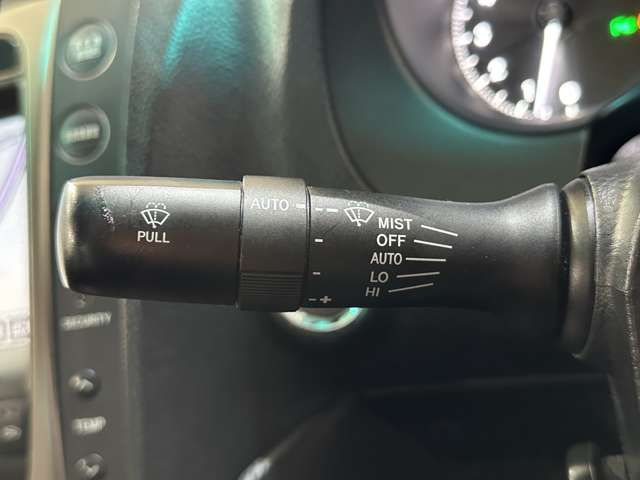 PULL
AUTO
MIST
OFF
AUTO
LO
HI
-+
SECURITY
TEMP